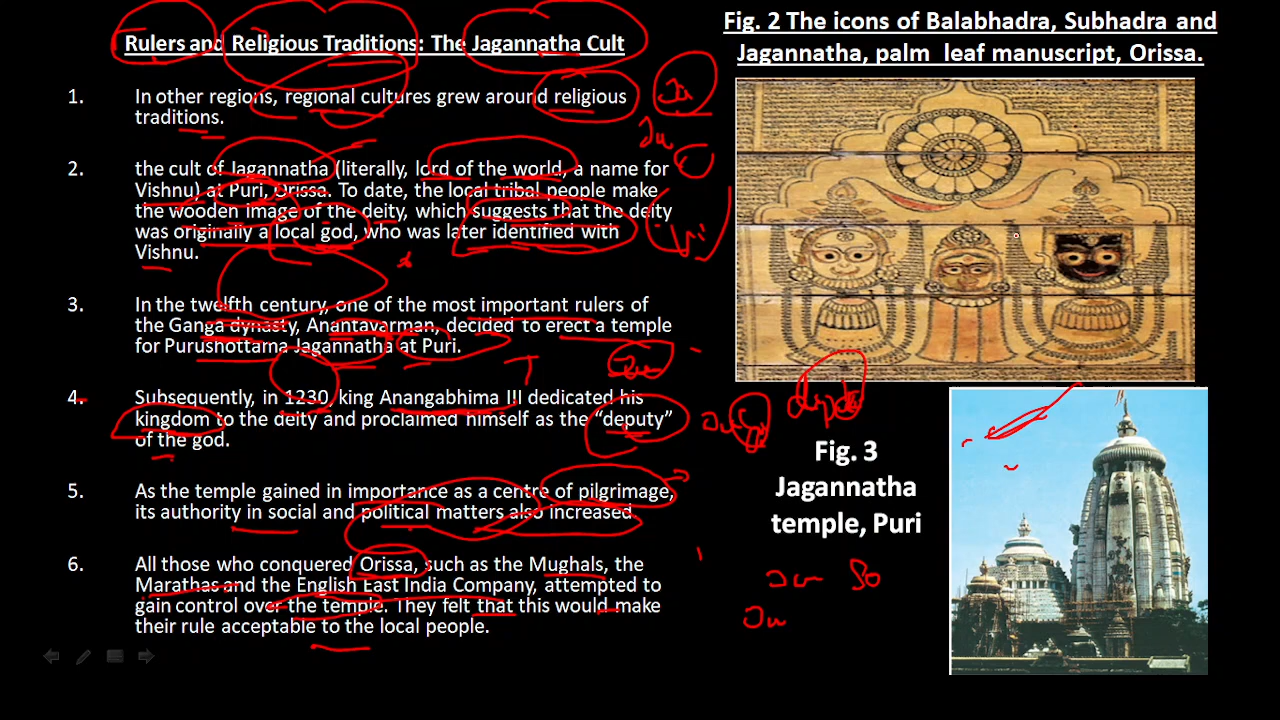 Rulers and Religious Traditions: The Jagannatha Cult
1. In other regions, regional cultures grew around religious
traditions.
2. the cult of Jagannatha (literally, lord of the world, a name for
Vishnu) at Puri, Orissa. To date, the local tribal people make
the wooden image of the deity, which suggests that the deity
was originally a local god, who was later identified with
Vishnu.
3. In the twelfth century, one of the most important rulers of
the Ganga dynasty, Anantavarman, decided to erect a temple
for Purushottama Jagannatha at Puri.
4. Subsequently, in 1230, king Anangabhima III dedicated his
kingdom to the deity and proclaimed himself as the “deputy”
of the god.
5. As the temple gained in importance as a centre of pilgrimage,
its authority in social and political matters also increased.
6. All those who conquered Orissa, such as the Mughals, the
Marathas and the English East India Company, attempted to
gain control over the temple. They felt that this would make
their rule acceptable to the local people.
Fig. 2 The icons of Balabhadra, Subhadra and
Jagannatha, palm leaf manuscript, Orissa.
Fig. 3
Jagannatha
temple, Puri